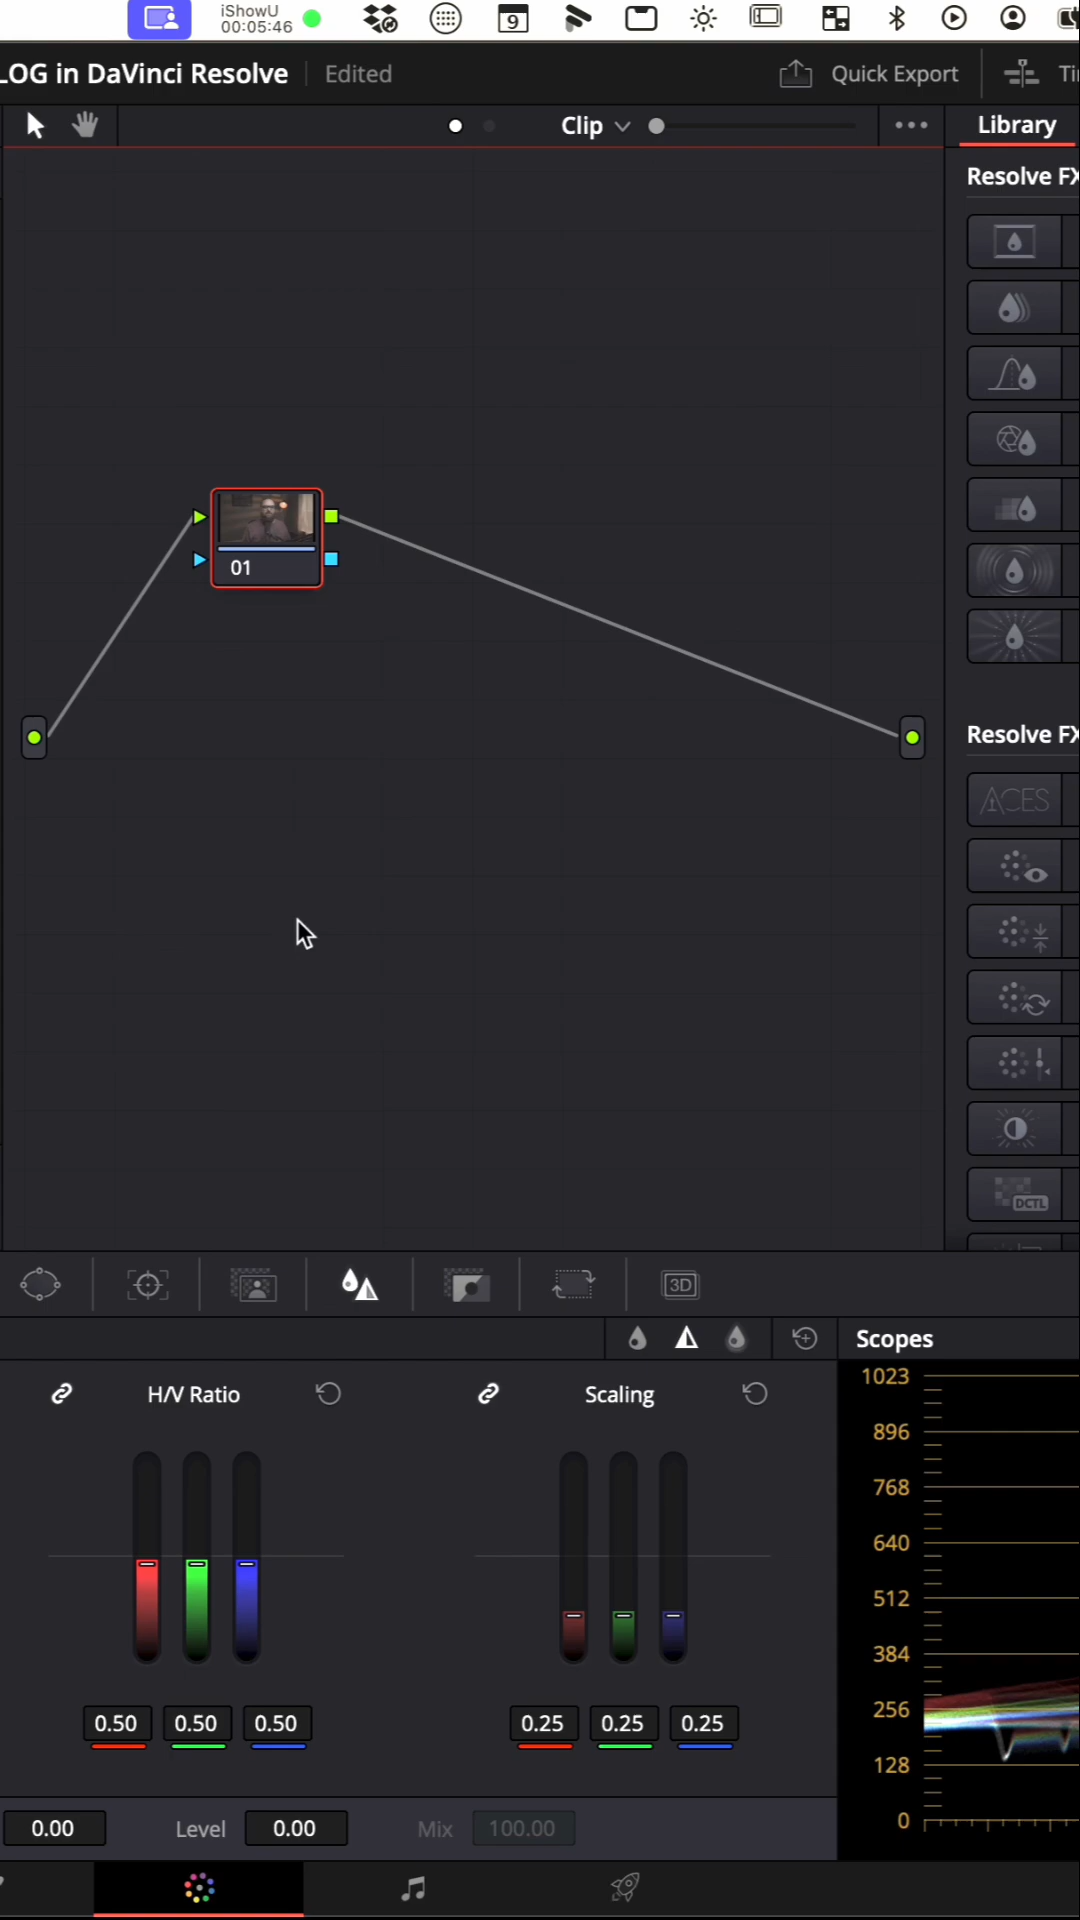 iShowU
00:05:46
9
LOG in DaVinci Resolve
Edited
Quick Export
Clip
Library
Resolve FX
01
Resolve FX
ACES
DCTL
3D
Scopes
H/V Ratio
Scaling
1023
896
768
640
512
384
256
128
0
0.50 0.50 0.50
0.25 0.25 0.25
0.00
Level
0.00
Mix
100.00